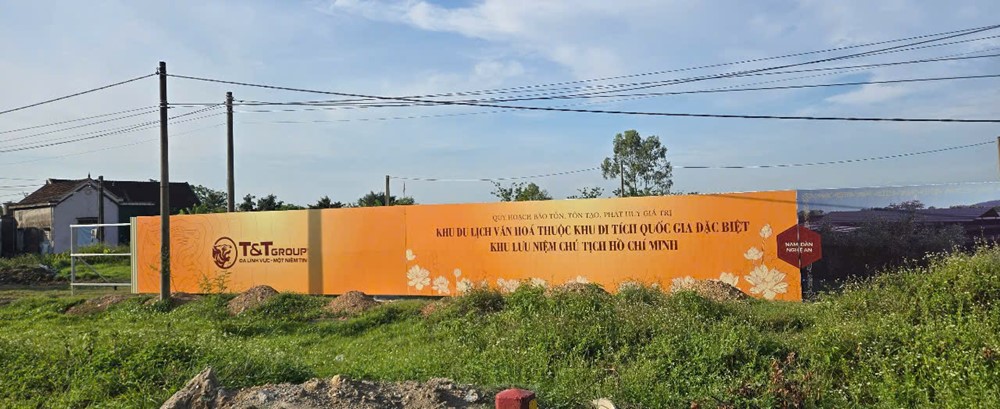 T&T GROUP
ĐA LĨNH VỰC - MỘT NIỀM TIN
QUY HOẠCH BẢO TỒN, TÔN TẠO, PHÁT HUY GIÁ TRỊ
KHU DU LỊCH VĂN HOÁ THUỘC KHU DI TÍCH QUỐC GIA ĐẶC BIỆT
KHU LƯU NIỆM CHỦ TỊCH HỒ CHÍ MINH
NAM ĐÀN
NGHỆ AN